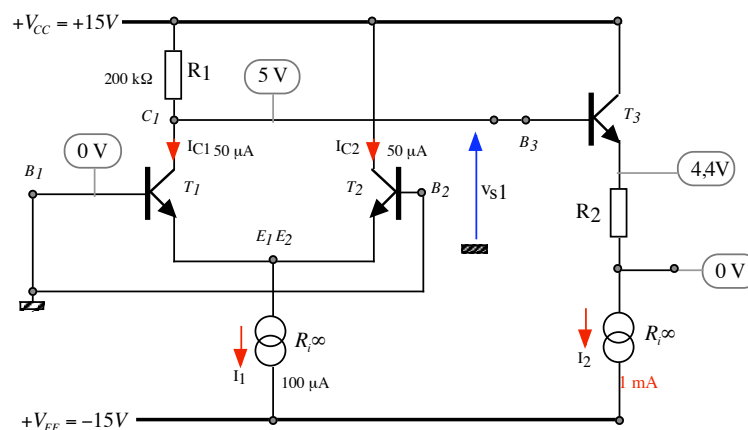 +VCC = +15V
R1
200 kΩ
5 V
C1
T3
B3
IC1 50 µA
IC2 50 µA
0 V
B1
T1
T2
B2
vs1
4,4V
R2
E1 E2
0 V
Ri∞
I1
100 µA
Ri∞
I2
1 mA
+VEE = −15V